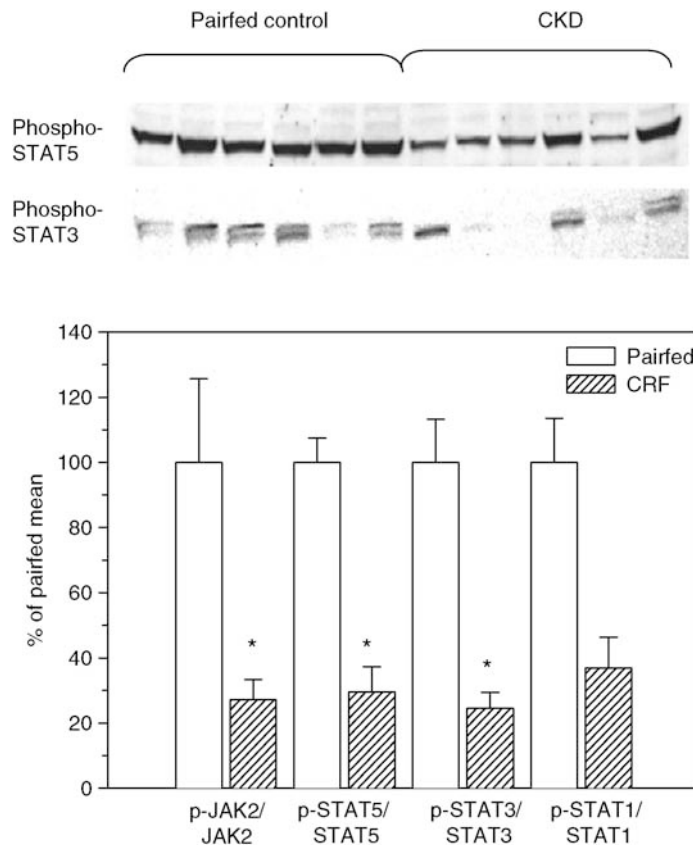 Pairfed control
CKD
Phospho-
STAT5
Phospho-
STAT3
140
120
100
80
60
40
20
0
% of pairfed mean
Pairfed
CRF
*
*
*
p-JAK2/
JAK2
p-STAT5/
STAT5
p-STAT3/
STAT3
p-STAT1/
STAT1